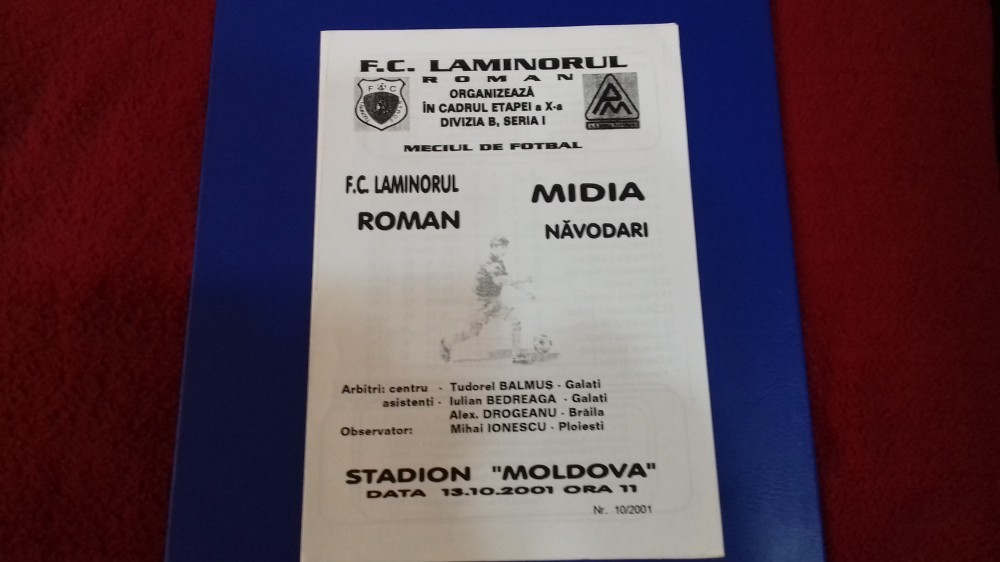 F.C. LAMINORUL
ROMAN
ORGANIZEAZĂ
ÎN CADRUL ETAPEI a X-a
DIVIZIA B, SERIA I
F C
MECIUL DE FOTBAL
F.C. LAMINORUL
ROMAN
MIDIA
NĂVODARI
Arbitri: centru - Tudorel BALMUŞ - Galati
asistenti - Iulian BEDREAGA - Galati
Alex. DROGEANU - Brăila
Observator: Mihai IONESCU - Ploiesti
STADION "MOLDOVA"
DATA 13.10.2001 ORA 11
Nr. 10/2001